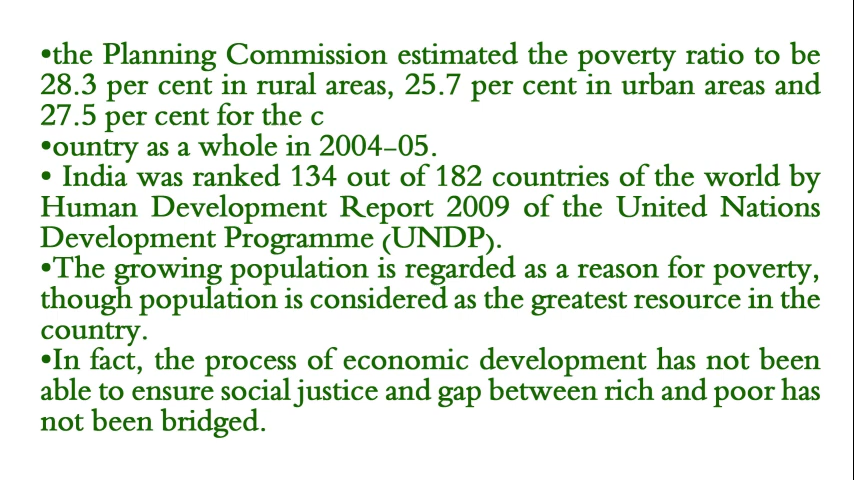 •the Planning Commission estimated the poverty ratio to be
28.3 per cent in rural areas, 25.7 per cent in urban areas and
27.5 per cent for the c
•ountry as a whole in 2004–05.
• India was ranked 134 out of 182 countries of the world by
Human Development Report 2009 of the United Nations
Development Programme (UNDP).
•The growing population is regarded as a reason for poverty,
though population is considered as the greatest resource in the
country.
•In fact, the process of economic development has not been
able to ensure social justice and gap between rich and poor has
not been bridged.